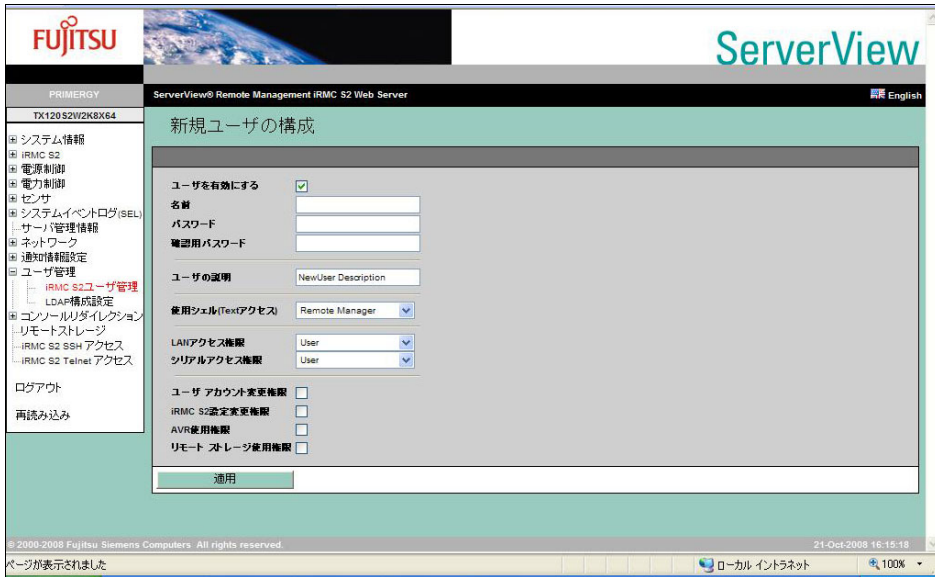 FUJITSU
ServerView
PRIMERGY
ServerView® Remote Management iRMC S2 Web Server
English
TX120S2W2K8X64
システム情報
iRMC S2
電源制御
電力制御
センサ
システムイベントログ(SEL)
サーバ管理情報
ネットワーク
通知情報設定
ユーザ管理
iRMC S2ユーザ管理
LDAP構成設定
コンソールリダイレクション
リモートストレージ
iRMC S2 SSH アクセス
iRMC S2 Telnet アクセス
ログアウト
再読み込み
新規ユーザの構成
ユーザを有効にする
名前
パスワード
確認用パスワード
ユーザの説明 NewUser Description
使用シェル(Textアクセス) Remote Manager
LANアクセス権限 User
シリアルアクセス権限 User
ユーザ アカウント変更権限
iRMC S2設定変更権限
AVR使用権限
リモート ストレージ使用権限
適用
© 2000-2008 Fujitsu Siemens Computers All rights reserved.
21-Oct-2008 16:15:18
ページが表示されました
ローカル イントラネット
100%